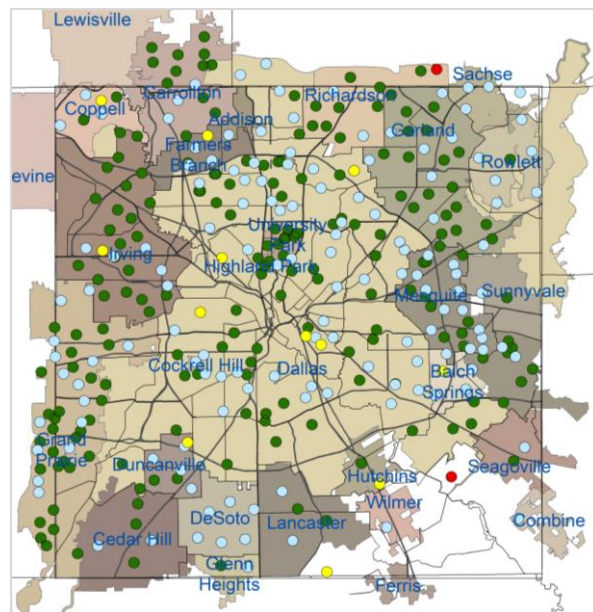 Lewisville
Sachse
Coppell
Carrollton
Richardson
Addison
Garland
Farmers
Branch
Rowlett
evine
University
Park
Irving
Highland Park
Mesquite
Sunnyvale
Cockrell Hill
Dallas
Balch
Springs
Grand
Prairie
Duncanville
Hutchins
Seagoville
DeSoto
Lancaster
Wilmer
Combine
Cedar Hill
Glenn
Heights
Ferris